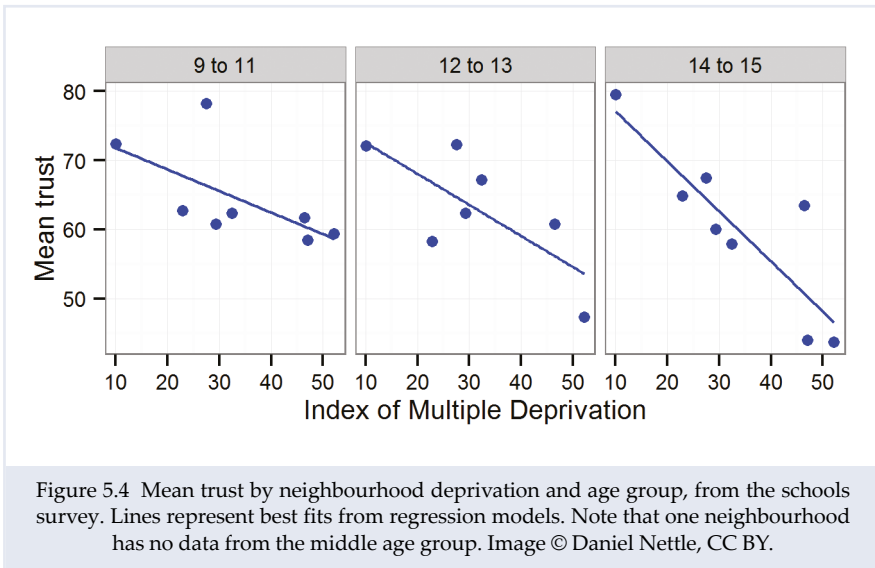 9 to 11 12 to 13 14 to 15
80
70
60
50
Mean trust
10 20 30 40 50 10 20 30 40 50 10 20 30 40 50
Index of Multiple Deprivation
Figure 5.4 Mean trust by neighbourhood deprivation and age group, from the schools
survey. Lines represent best fits from regression models. Note that one neighbourhood
has no data from the middle age group. Image © Daniel Nettle, CC BY.